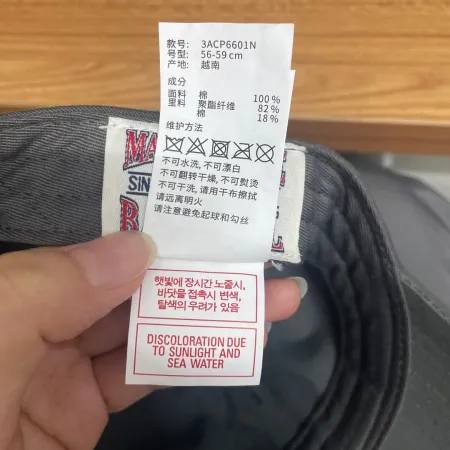 款号: 3ACP6601N
号型: 56-59cm
产地: 越南
成分
面料 棉 100%
里料 聚酯纤维 82%
棉 18%
维护方法
不可水洗,不可漂白
不可翻转干燥,不可熨烫
不可干洗,请用干布擦拭
请远离明火
请注意避免起球和勾丝
MA
SIN
B
햇빛에 장시간 노출시,
바닷물 접촉시 변색,
탈색의 우려가 있음
DISCOLORATION DUE
TO SUNLIGHT AND
SEA WATER